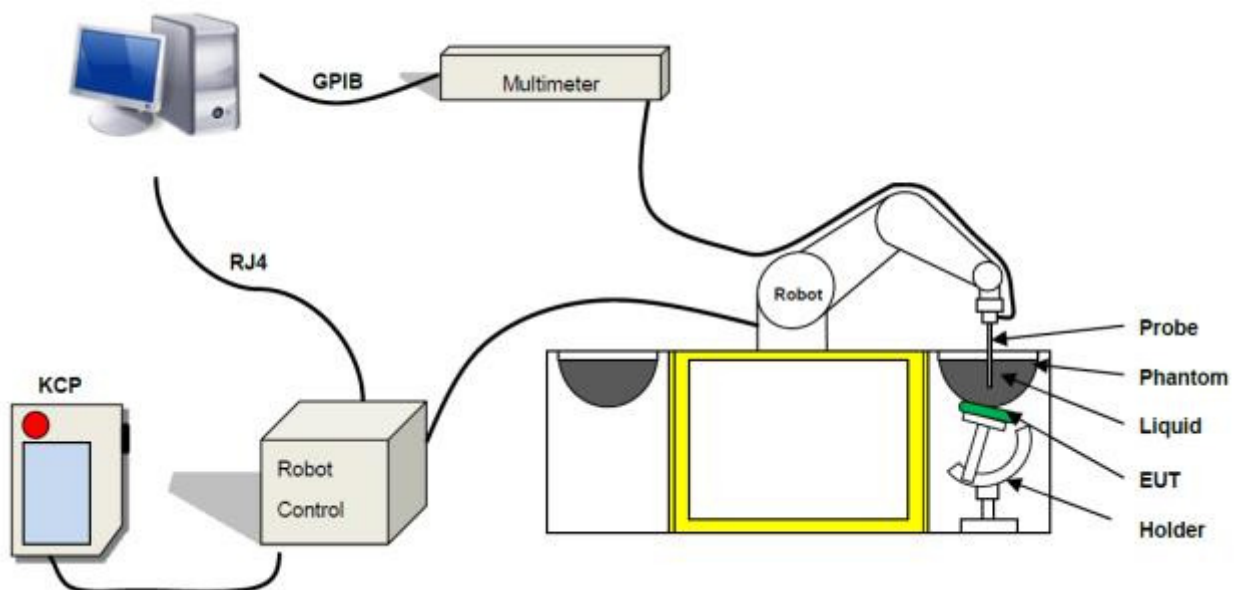 GPIB
Multimeter
RJ4
Robot
Probe
Phantom
KCP
Liquid
Robot
Control
EUT
Holder